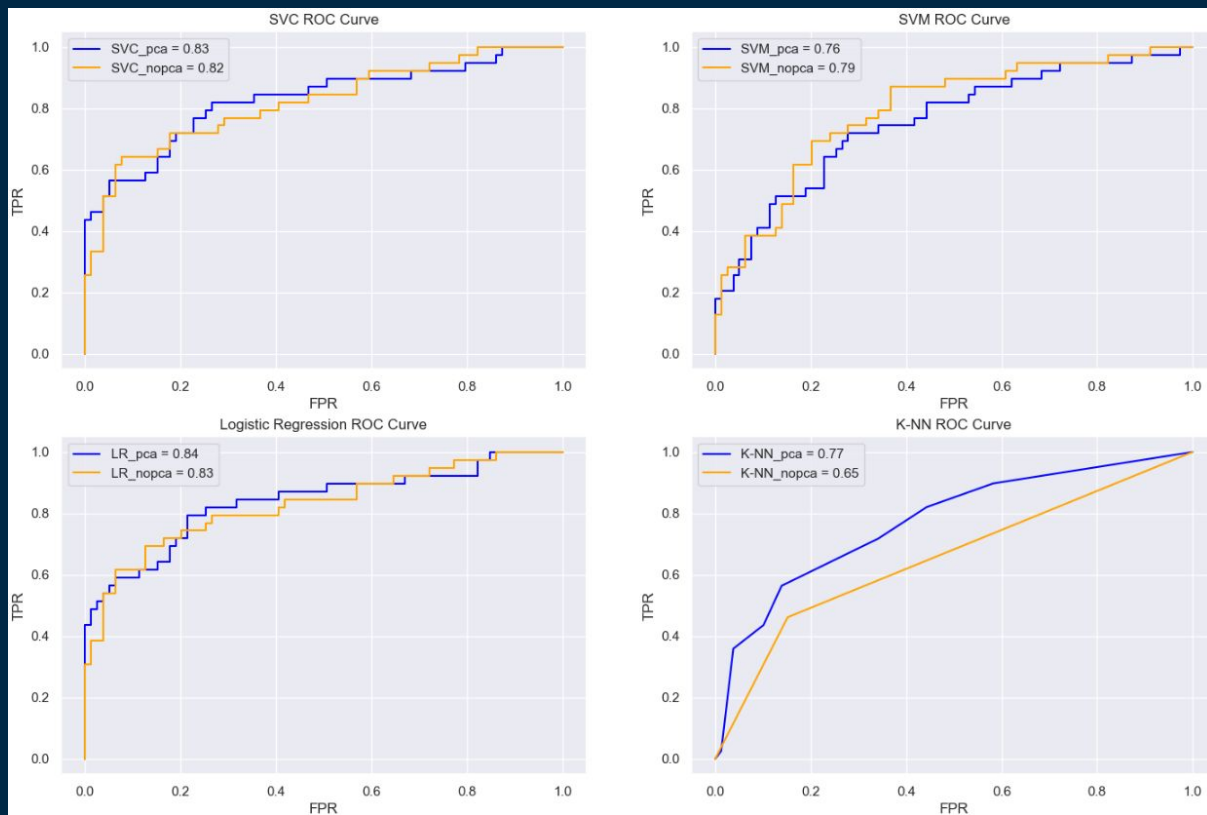 SVC ROC Curve
1.0
0.8
0.6
0.4
0.2
0.0
TPR
SVC_pca = 0.83
SVC_nopca = 0.82
0.0 0.2 0.4 0.6 0.8 1.0
FPR
SVM ROC Curve
1.0
0.8
0.6
0.4
0.2
0.0
TPR
SVM_pca = 0.76
SVM_nopca = 0.79
0.0 0.2 0.4 0.6 0.8 1.0
FPR
Logistic Regression ROC Curve
1.0
0.8
0.6
0.4
0.2
0.0
TPR
LR_pca = 0.84
LR_nopca = 0.83
0.0 0.2 0.4 0.6 0.8 1.0
FPR
K-NN ROC Curve
1.0
0.8
0.6
0.4
0.2
0.0
TPR
K-NN_pca = 0.77
K-NN_nopca = 0.65
0.0 0.2 0.4 0.6 0.8 1.0
FPR